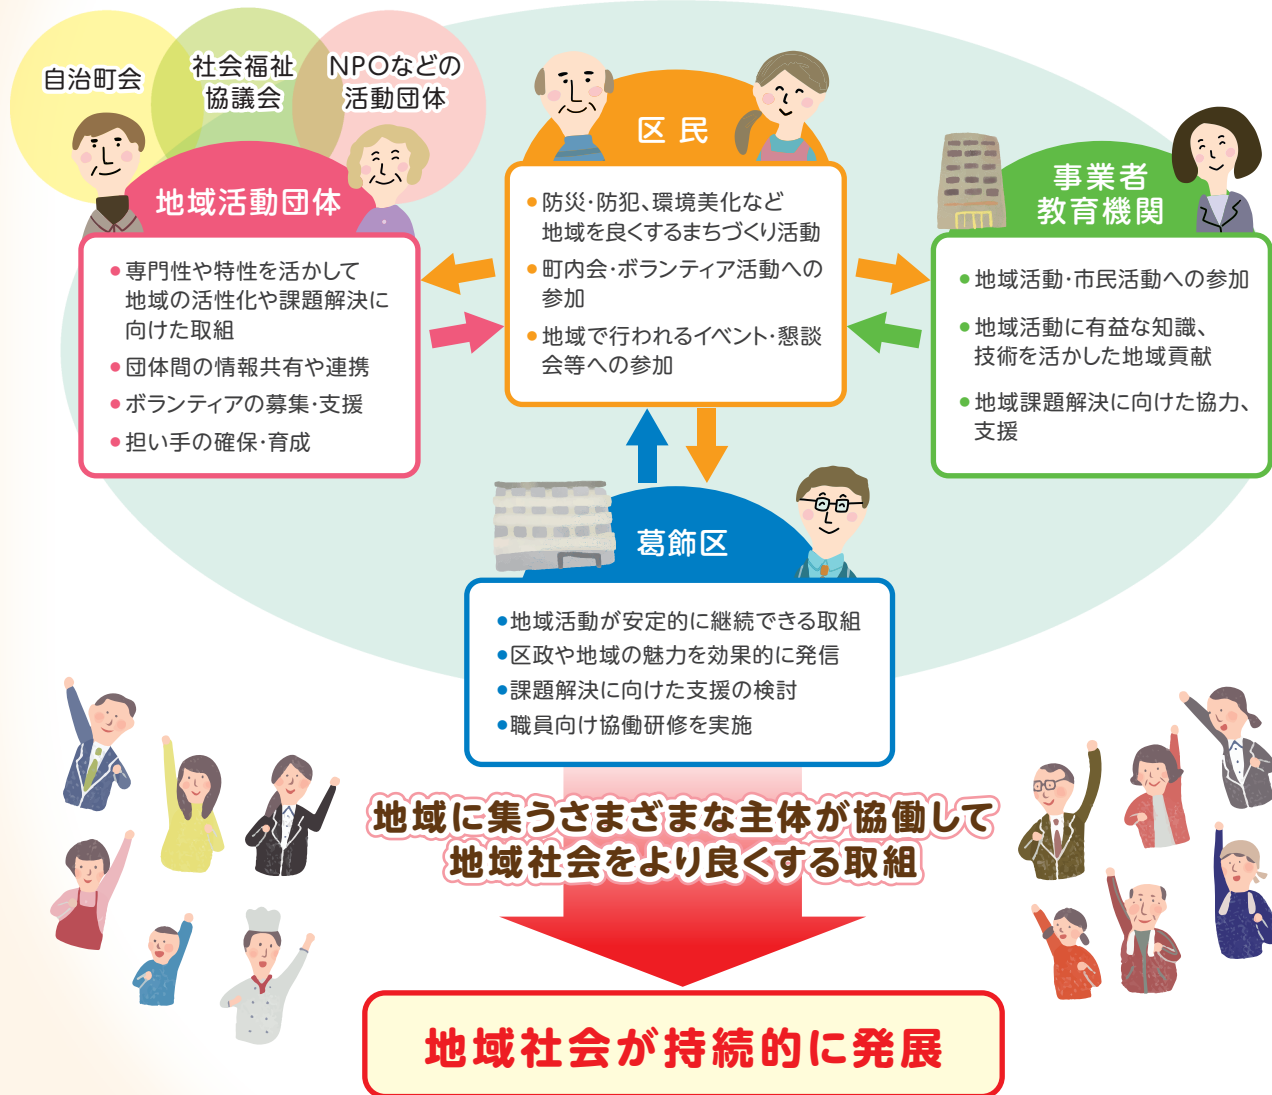 自治町会
社会福祉
協議会
NPOなどの
活動団体
地域活動団体
●専門性や特性を活かして
地域の活性化や課題解決に
向けた取組
●団体間の情報共有や連携
●ボランティアの募集・支援
●担い手の確保・育成
区民
●防災・防犯、環境美化など
地域を良くするまちづくり活動
●町内会・ボランティア活動への
参加
●地域で行われるイベント・懇談
会等への参加
事業者
教育機関
●地域活動・市民活動への参加
●地域活動に有益な知識、
技術を活かした地域貢献
●地域課題解決に向けた協力、
支援
葛飾区
●地域活動が安定的に継続できる取組
●区政や地域の魅力を効果的に発信
●課題解決に向けた支援の検討
●職員向け協働研修を実施
地域に集うさまざまな主体が協働して
地域社会をより良くする取組
地域社会が持続的に発展